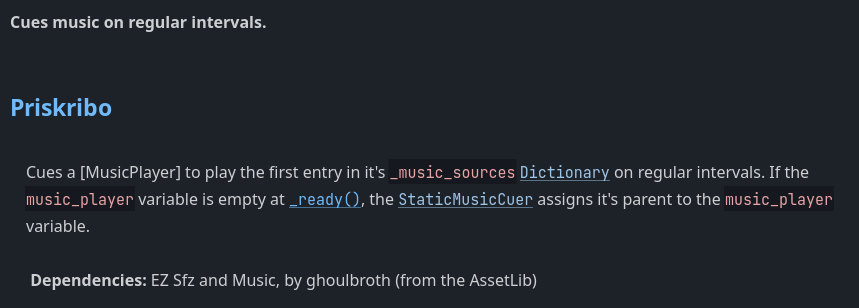 Cues music on regular intervals.
Priskribo
Cues a [MusicPlayer] to play the first entry in it's _music_sources Dictionary on regular intervals. If the
music_player variable is empty at _ready(), the StaticMusicCuer assigns it's parent to the music_player
variable.
Dependencies: EZ Sfz and Music, by ghoulbroth (from the AssetLib)